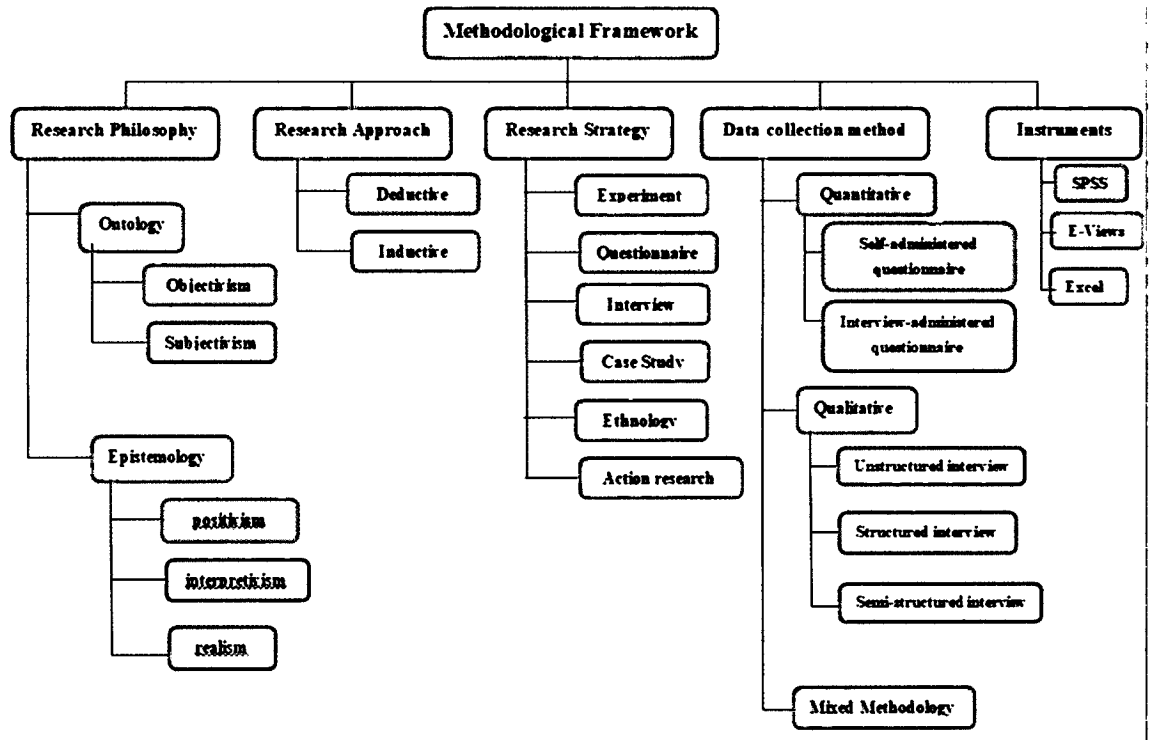 Methodological Framework
Research Philosophy
Ontology
Objectivism
Subjectivism
Epistemology
positivism
interpretivism
realism
Research Approach
Deductive
Inductive
Research Strategy
Experiment
Questionnaire
Interview
Case Study
Ethnology
Action research
Data collection method
Quantitative
Self-administered
questionnaire
Interview-administered
questionnaire
Qualitative
Unstructured interview
Structured interview
Semi-structured interview
Mixed Methodology
Instruments
SPSS
E-Views
Excel